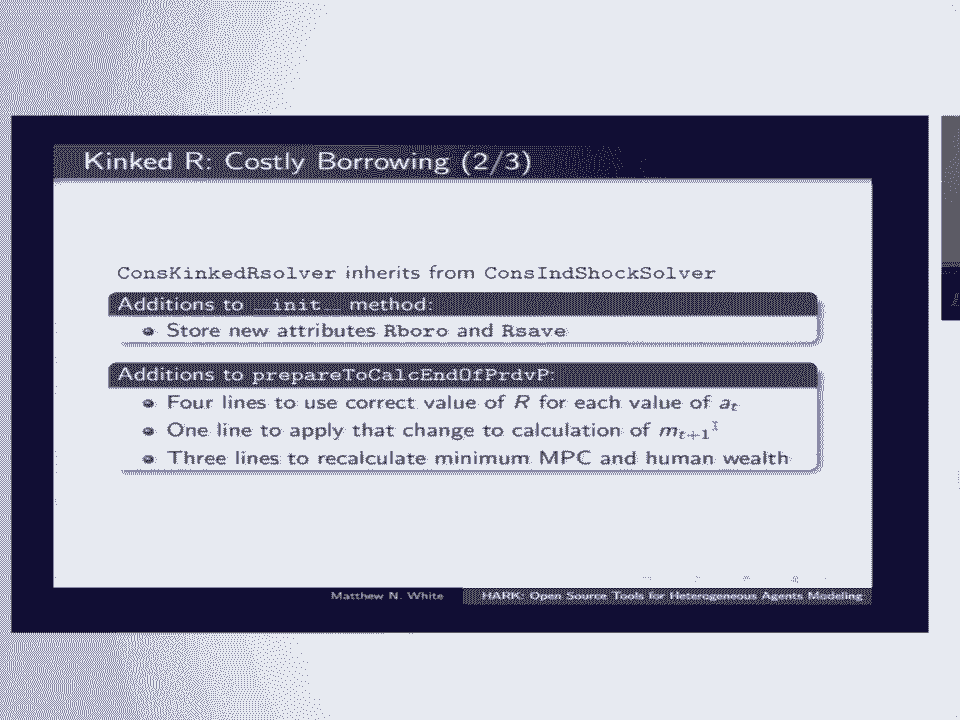 Kinked R: Costly Borrowing (2/3)
ConsKinkedRsolver inherits from ConsIndShockSolver
Additions to __init__ method:
Store new attributes Rboro and Rsave
Additions to prepareToCalcEndOfPrdvP:
Four lines to use correct value of R for each value of a_t
One line to apply that change to calculation of m_{t+1}
Three lines to recalculate minimum MPC and human wealth
Matthew N. White
HARK: Open Source Tools for Heterogeneous Agents Modeling